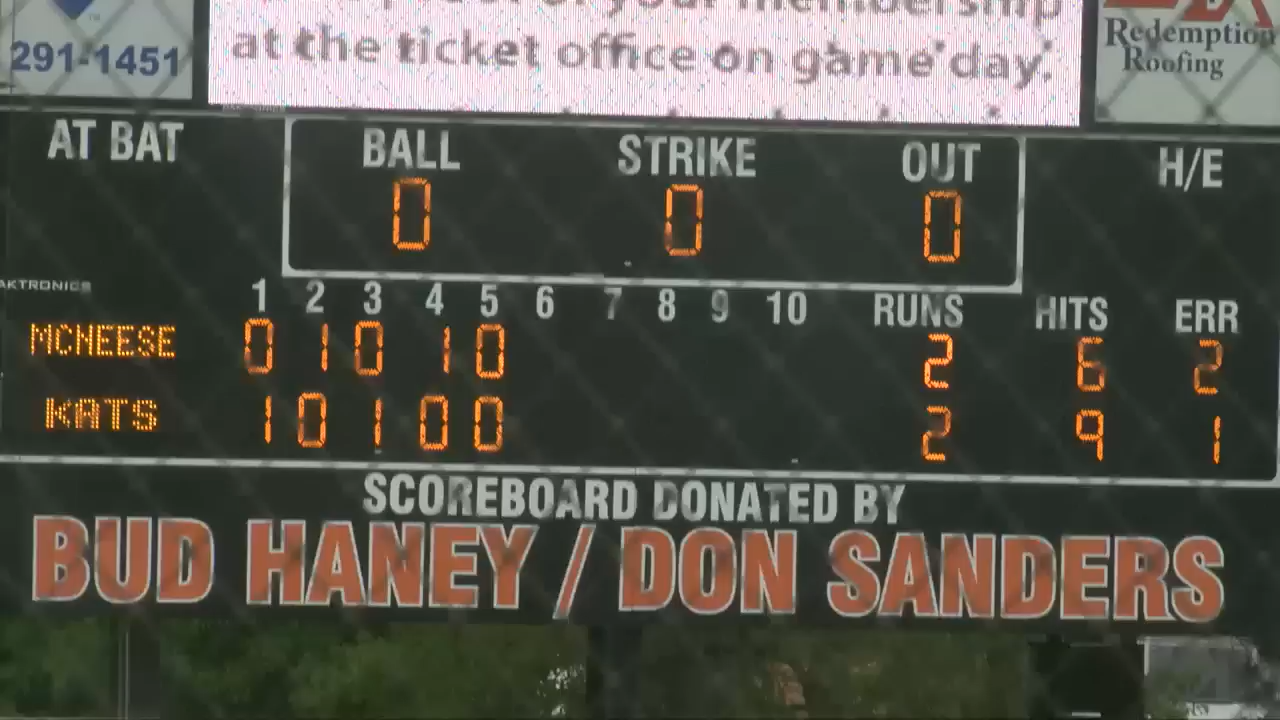 291-1451
at the ticket office on game day.
Redemption
Roofing
AT BAT BALL STRIKE OUT H/E
0 0 0
AKTRONICS 1 2 3 4 5 6 7 8 9 10 RUNS HITS ERR
MCNEESE 0 1 0 1 0 2 6 2
KATS 1 0 1 0 0 2 9 1
SCOREBOARD DONATED BY
BUD HANEY / DON SANDERS